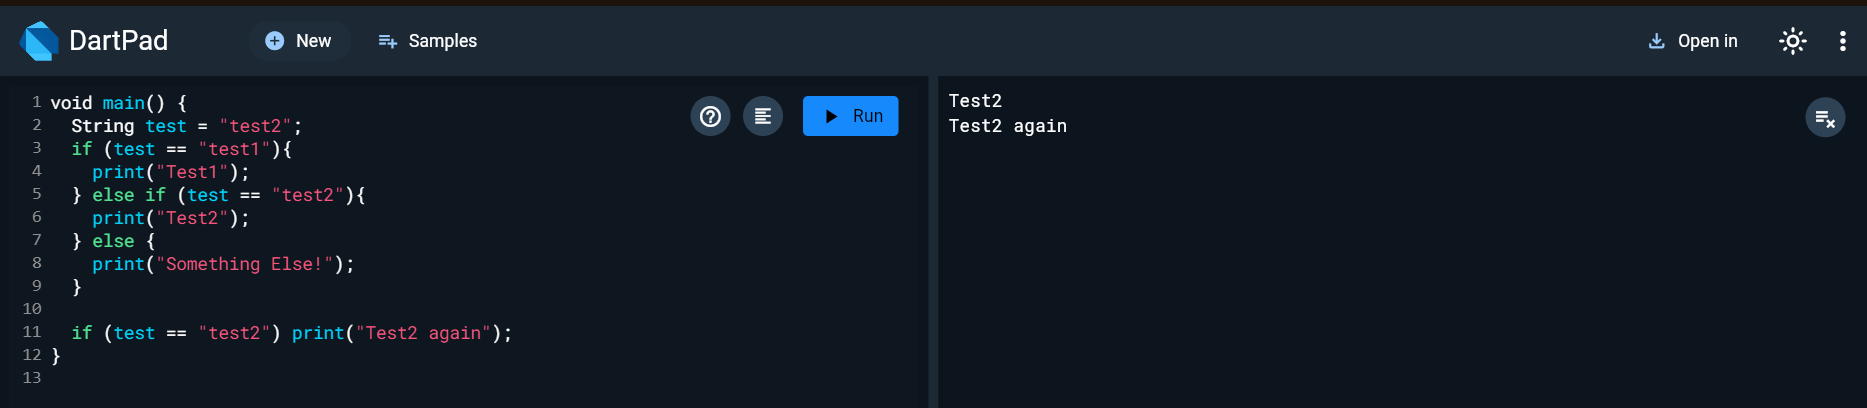 DartPad New Samples Open in
1 void main() {
2   String test = "test2";
3   if (test == "test1"){
4     print("Test1");
5   } else if (test == "test2"){
6     print("Test2");
7   } else {
8     print("Something Else!");
9   }
10
11   if (test == "test2") print("Test2 again");
12 }
13
Run
Test2
Test2 again